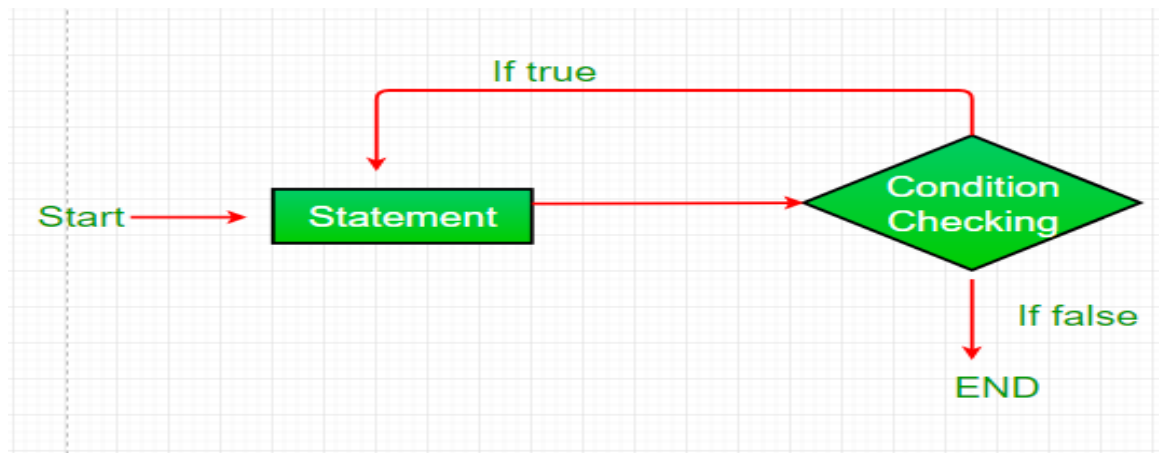 If true
Start
Statement
Condition
Checking
If false
END